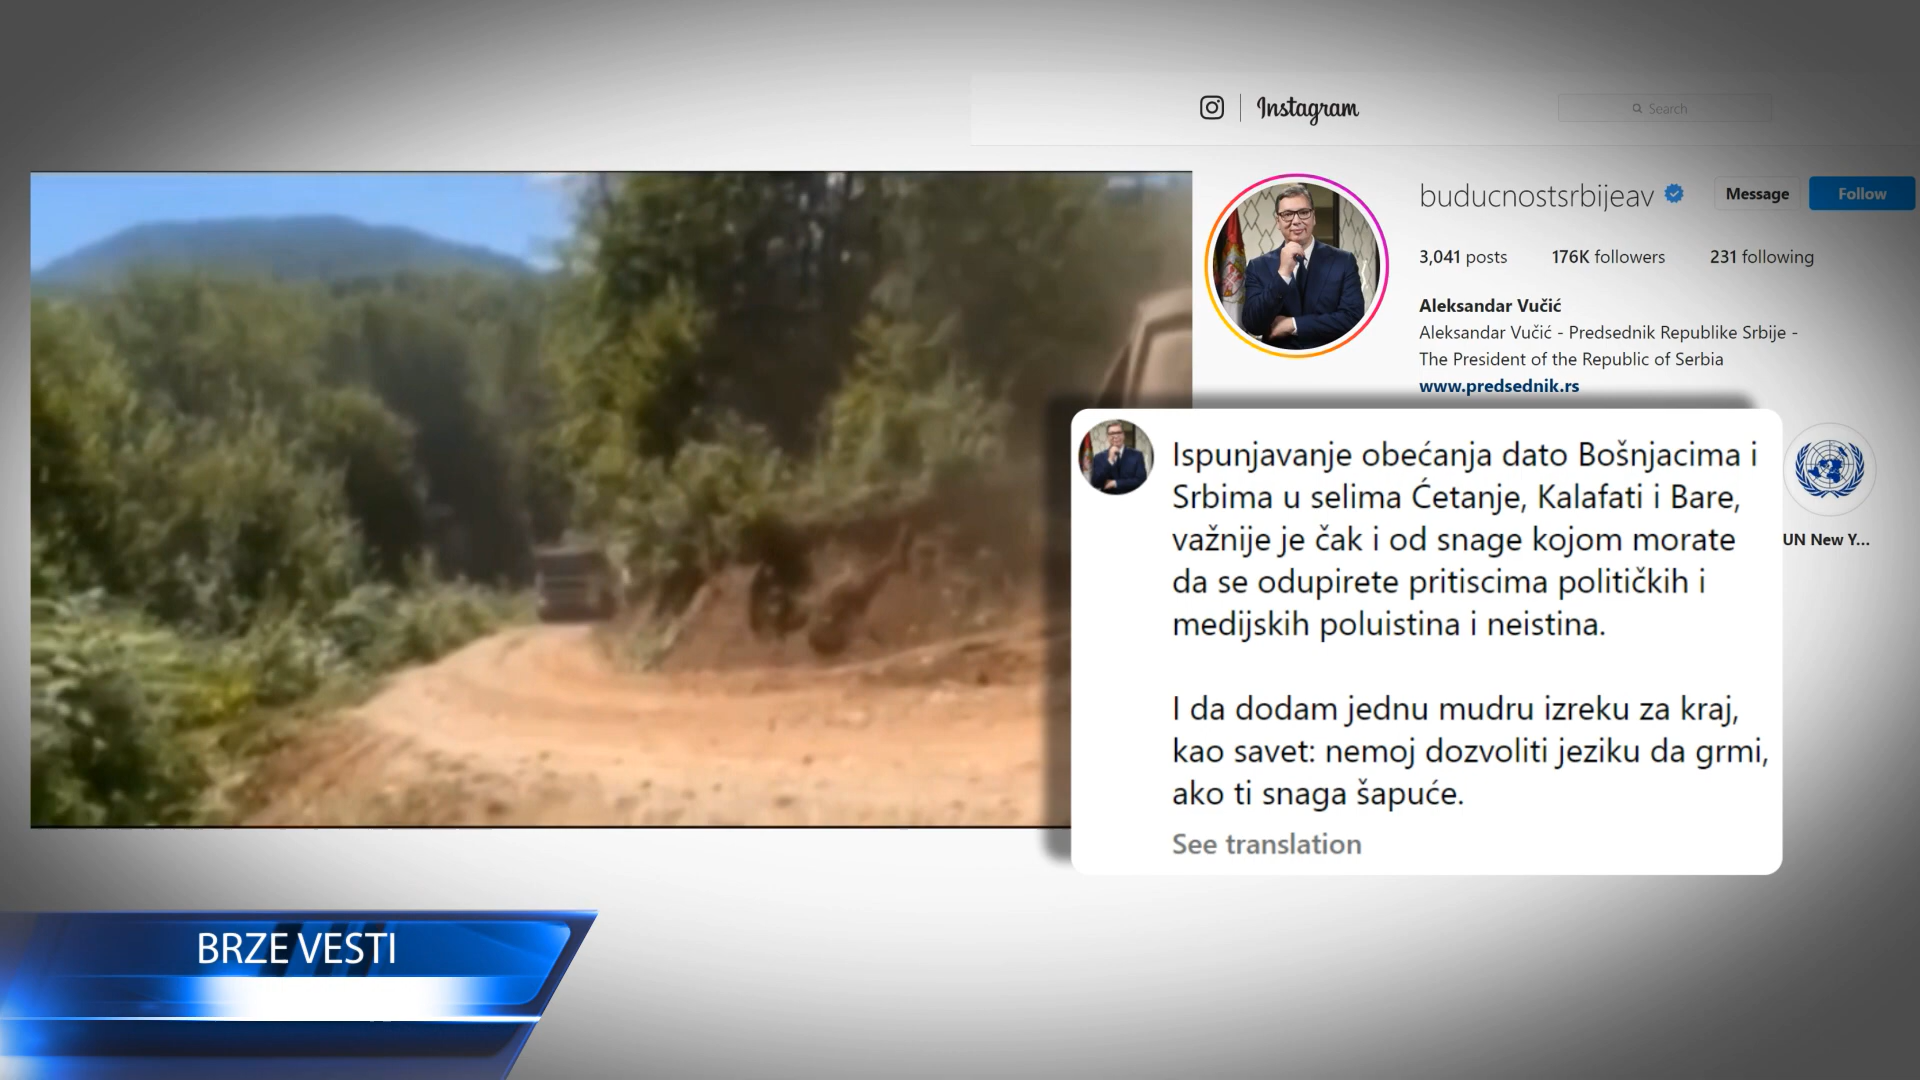 Instagram
Search
buducnostsrbijeav
Message
Follow
3,041 posts
176K followers
231 following
Aleksandar Vučić
Aleksandar Vučić - Predsednik Republike Srbije -
The President of the Republic of Serbia
www.predsednik.rs
UN New Y...
Ispunjavanje obećanja dato Bošnjacima i
Srbima u selima Ćetanje, Kalafati i Bare,
važnije je čak i od snage kojom morate
da se oduprirete pritiscima političkih i
medijskih poluistina i neistina.
I da dodam jednu mudru izreku za kraj,
kao savet: nemoj dozvoliti jeziku da grmi,
ako ti snaga šapuće.
See translation
BRZE VESTI